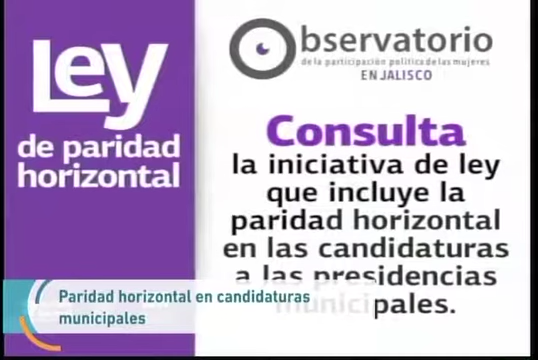 Ley
de paridad
horizontal
Observatorio
de la participación política de las mujeres
EN JALISCO
Consulta
la iniciativa de ley
que incluye la
paridad horizontal
en las candidaturas
a las presidencias
municipales.
Paridad horizontal en candidaturas
municipales